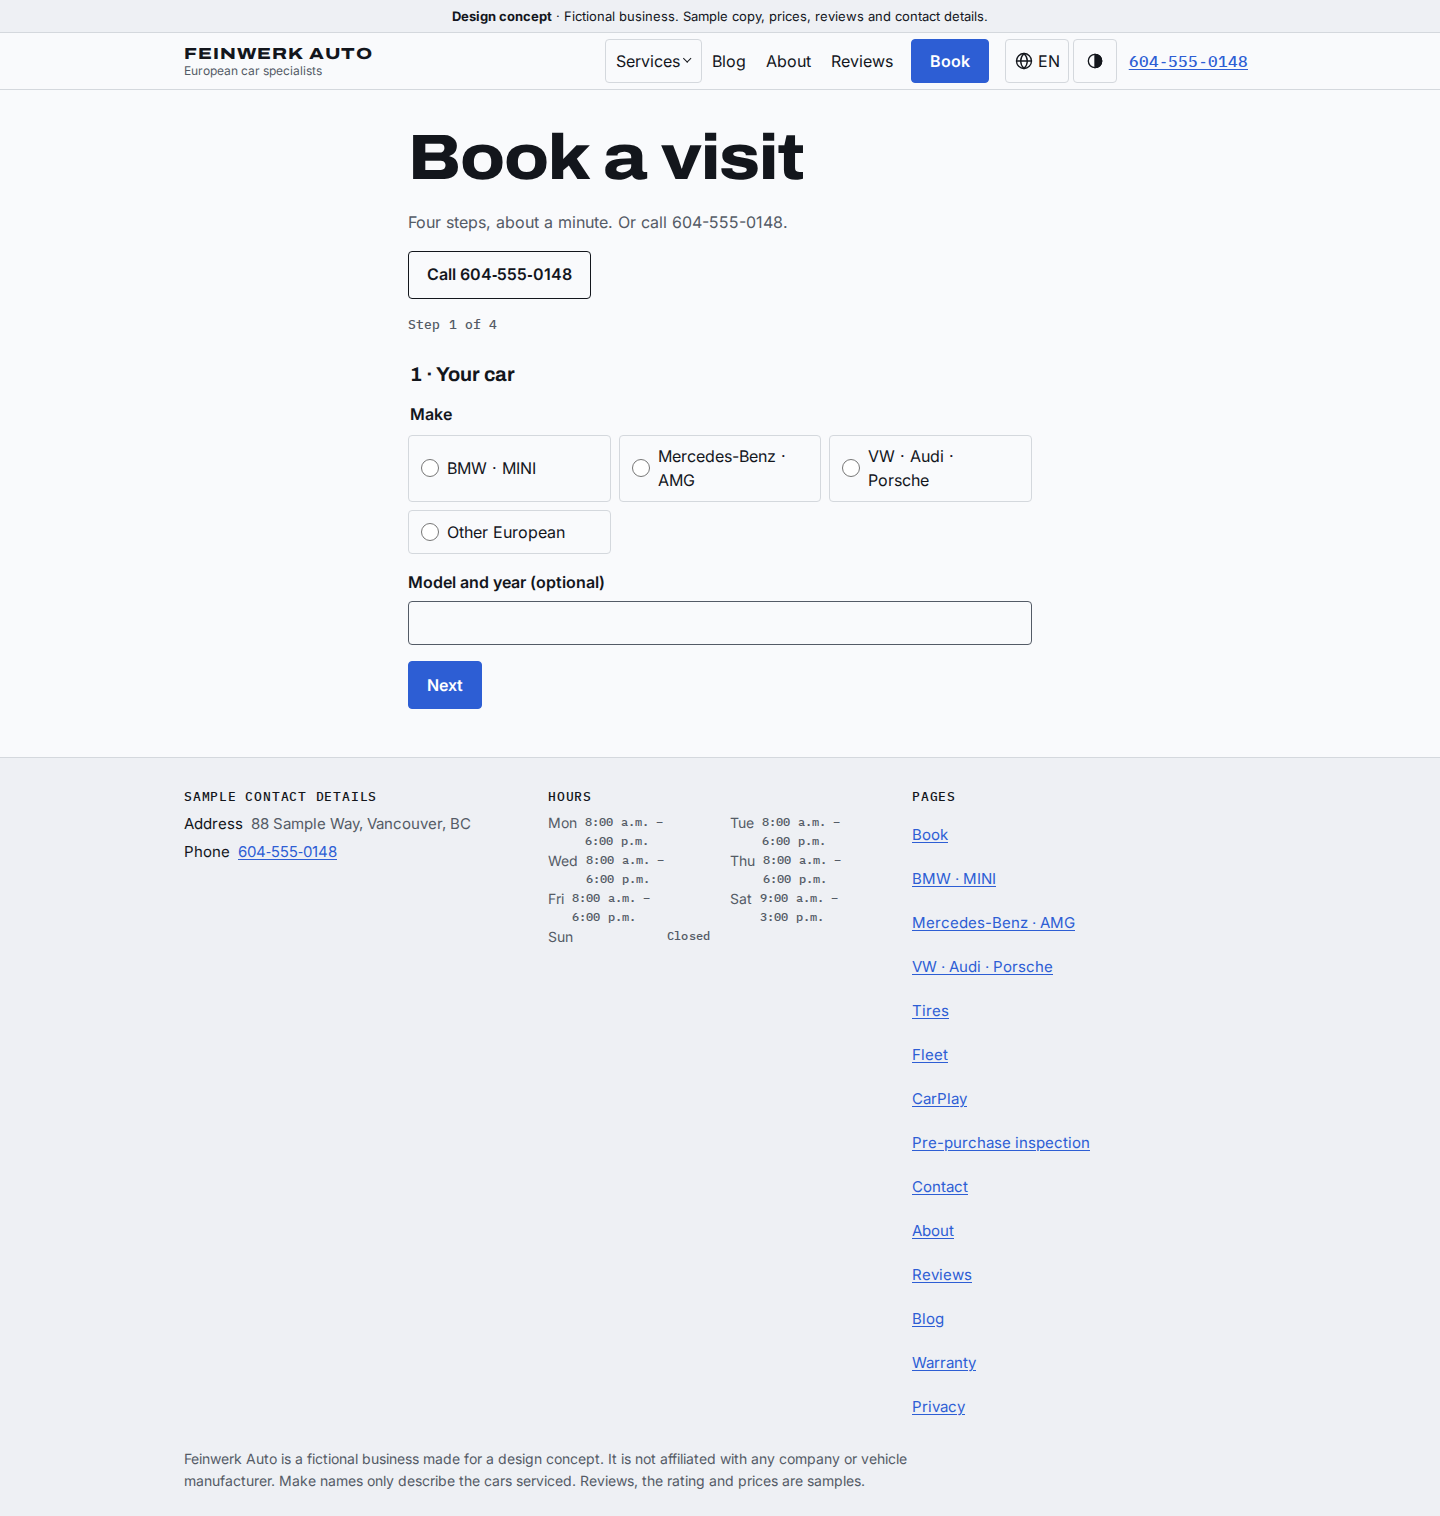 Design concept · Fictional business. Sample copy, prices, reviews and contact details.
FEINWERK AUTO
European car specialists
Services
Blog
About
Reviews
Book
EN
604-555-0148
Book a visit
Four steps, about a minute. Or call 604-555-0148.
Call 604-555-0148
Step 1 of 4
1 · Your car
Make
BMW · MINI
Mercedes-Benz ·
AMG
VW · Audi ·
Porsche
Other European
Model and year (optional)
Next
SAMPLE CONTACT DETAILS
Address 88 Sample Way, Vancouver, BC
Phone 604-555-0148
HOURS
Mon 8:00 a.m. –
6:00 p.m.
Tue 8:00 a.m. –
6:00 p.m.
Wed 8:00 a.m. –
6:00 p.m.
Thu 8:00 a.m. –
6:00 p.m.
Fri 8:00 a.m. –
6:00 p.m.
Sat 9:00 a.m. –
3:00 p.m.
Sun Closed
PAGES
Book
BMW · MINI
Mercedes-Benz · AMG
VW · Audi · Porsche
Tires
Fleet
CarPlay
Pre-purchase inspection
Contact
About
Reviews
Blog
Warranty
Privacy
Feinwerk Auto is a fictional business made for a design concept. It is not affiliated with any company or vehicle
manufacturer. Make names only describe the cars serviced. Reviews, the rating and prices are samples.